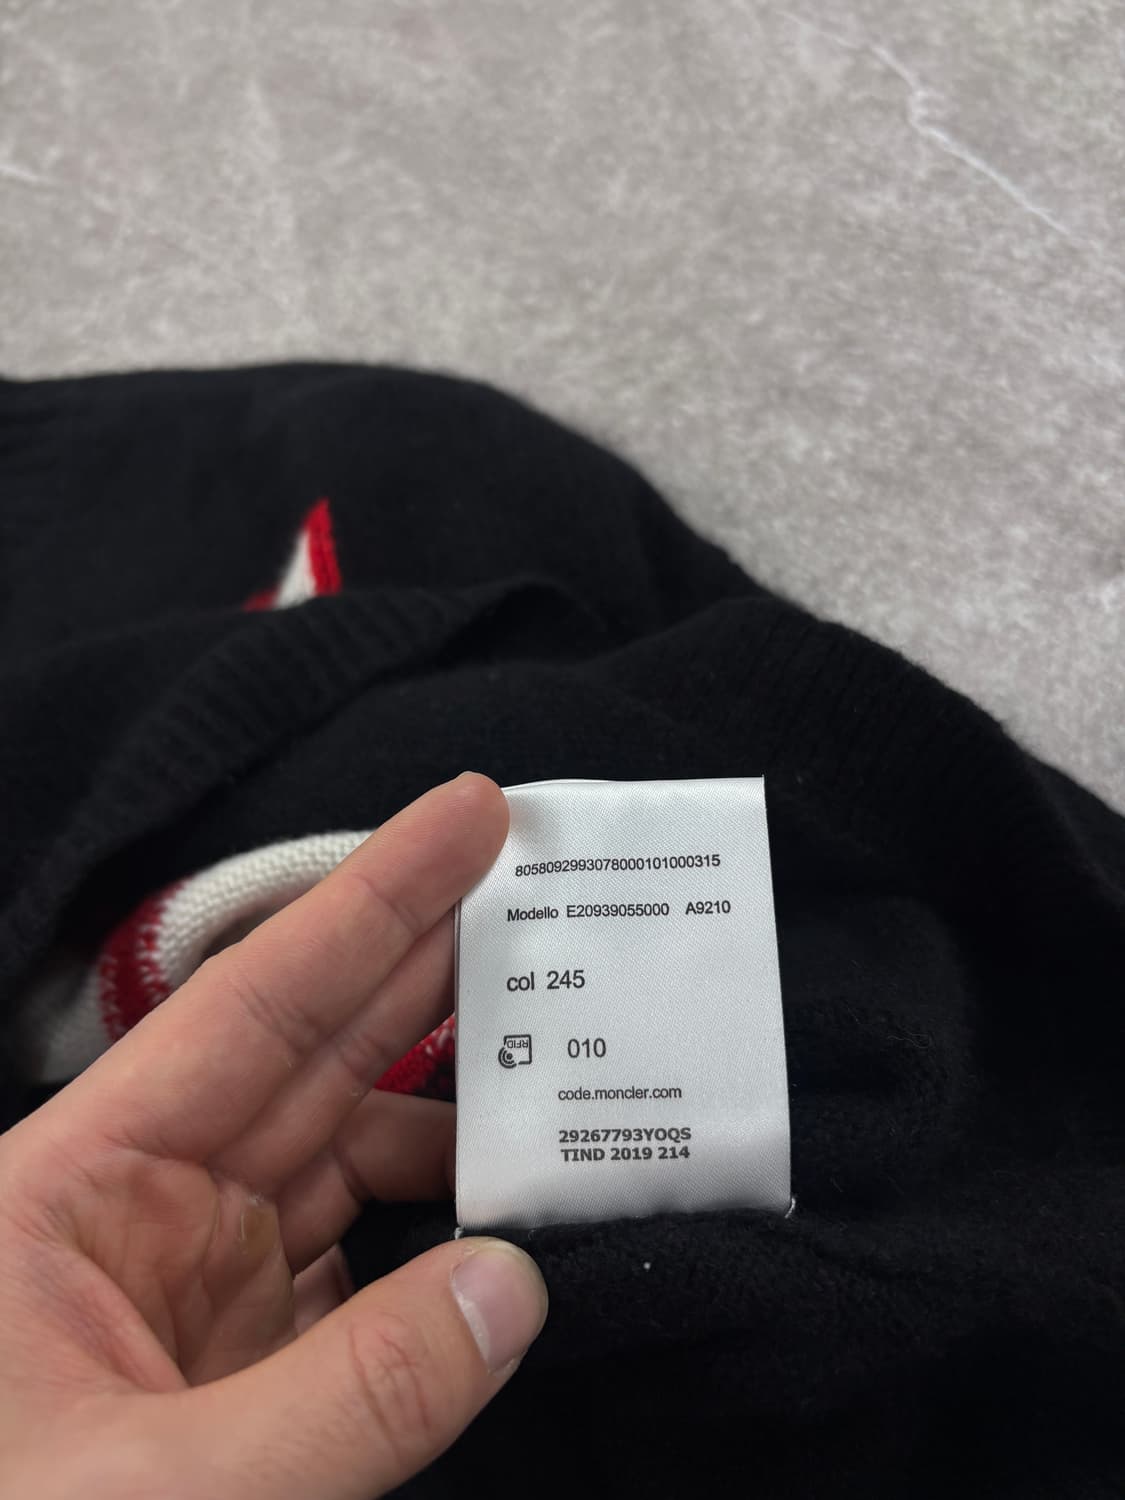 8058092993078000101000315
Modello E20939055000 A9210
col 245
RFID 010
code.moncler.com
29267793YOQS
TIND 2019 214